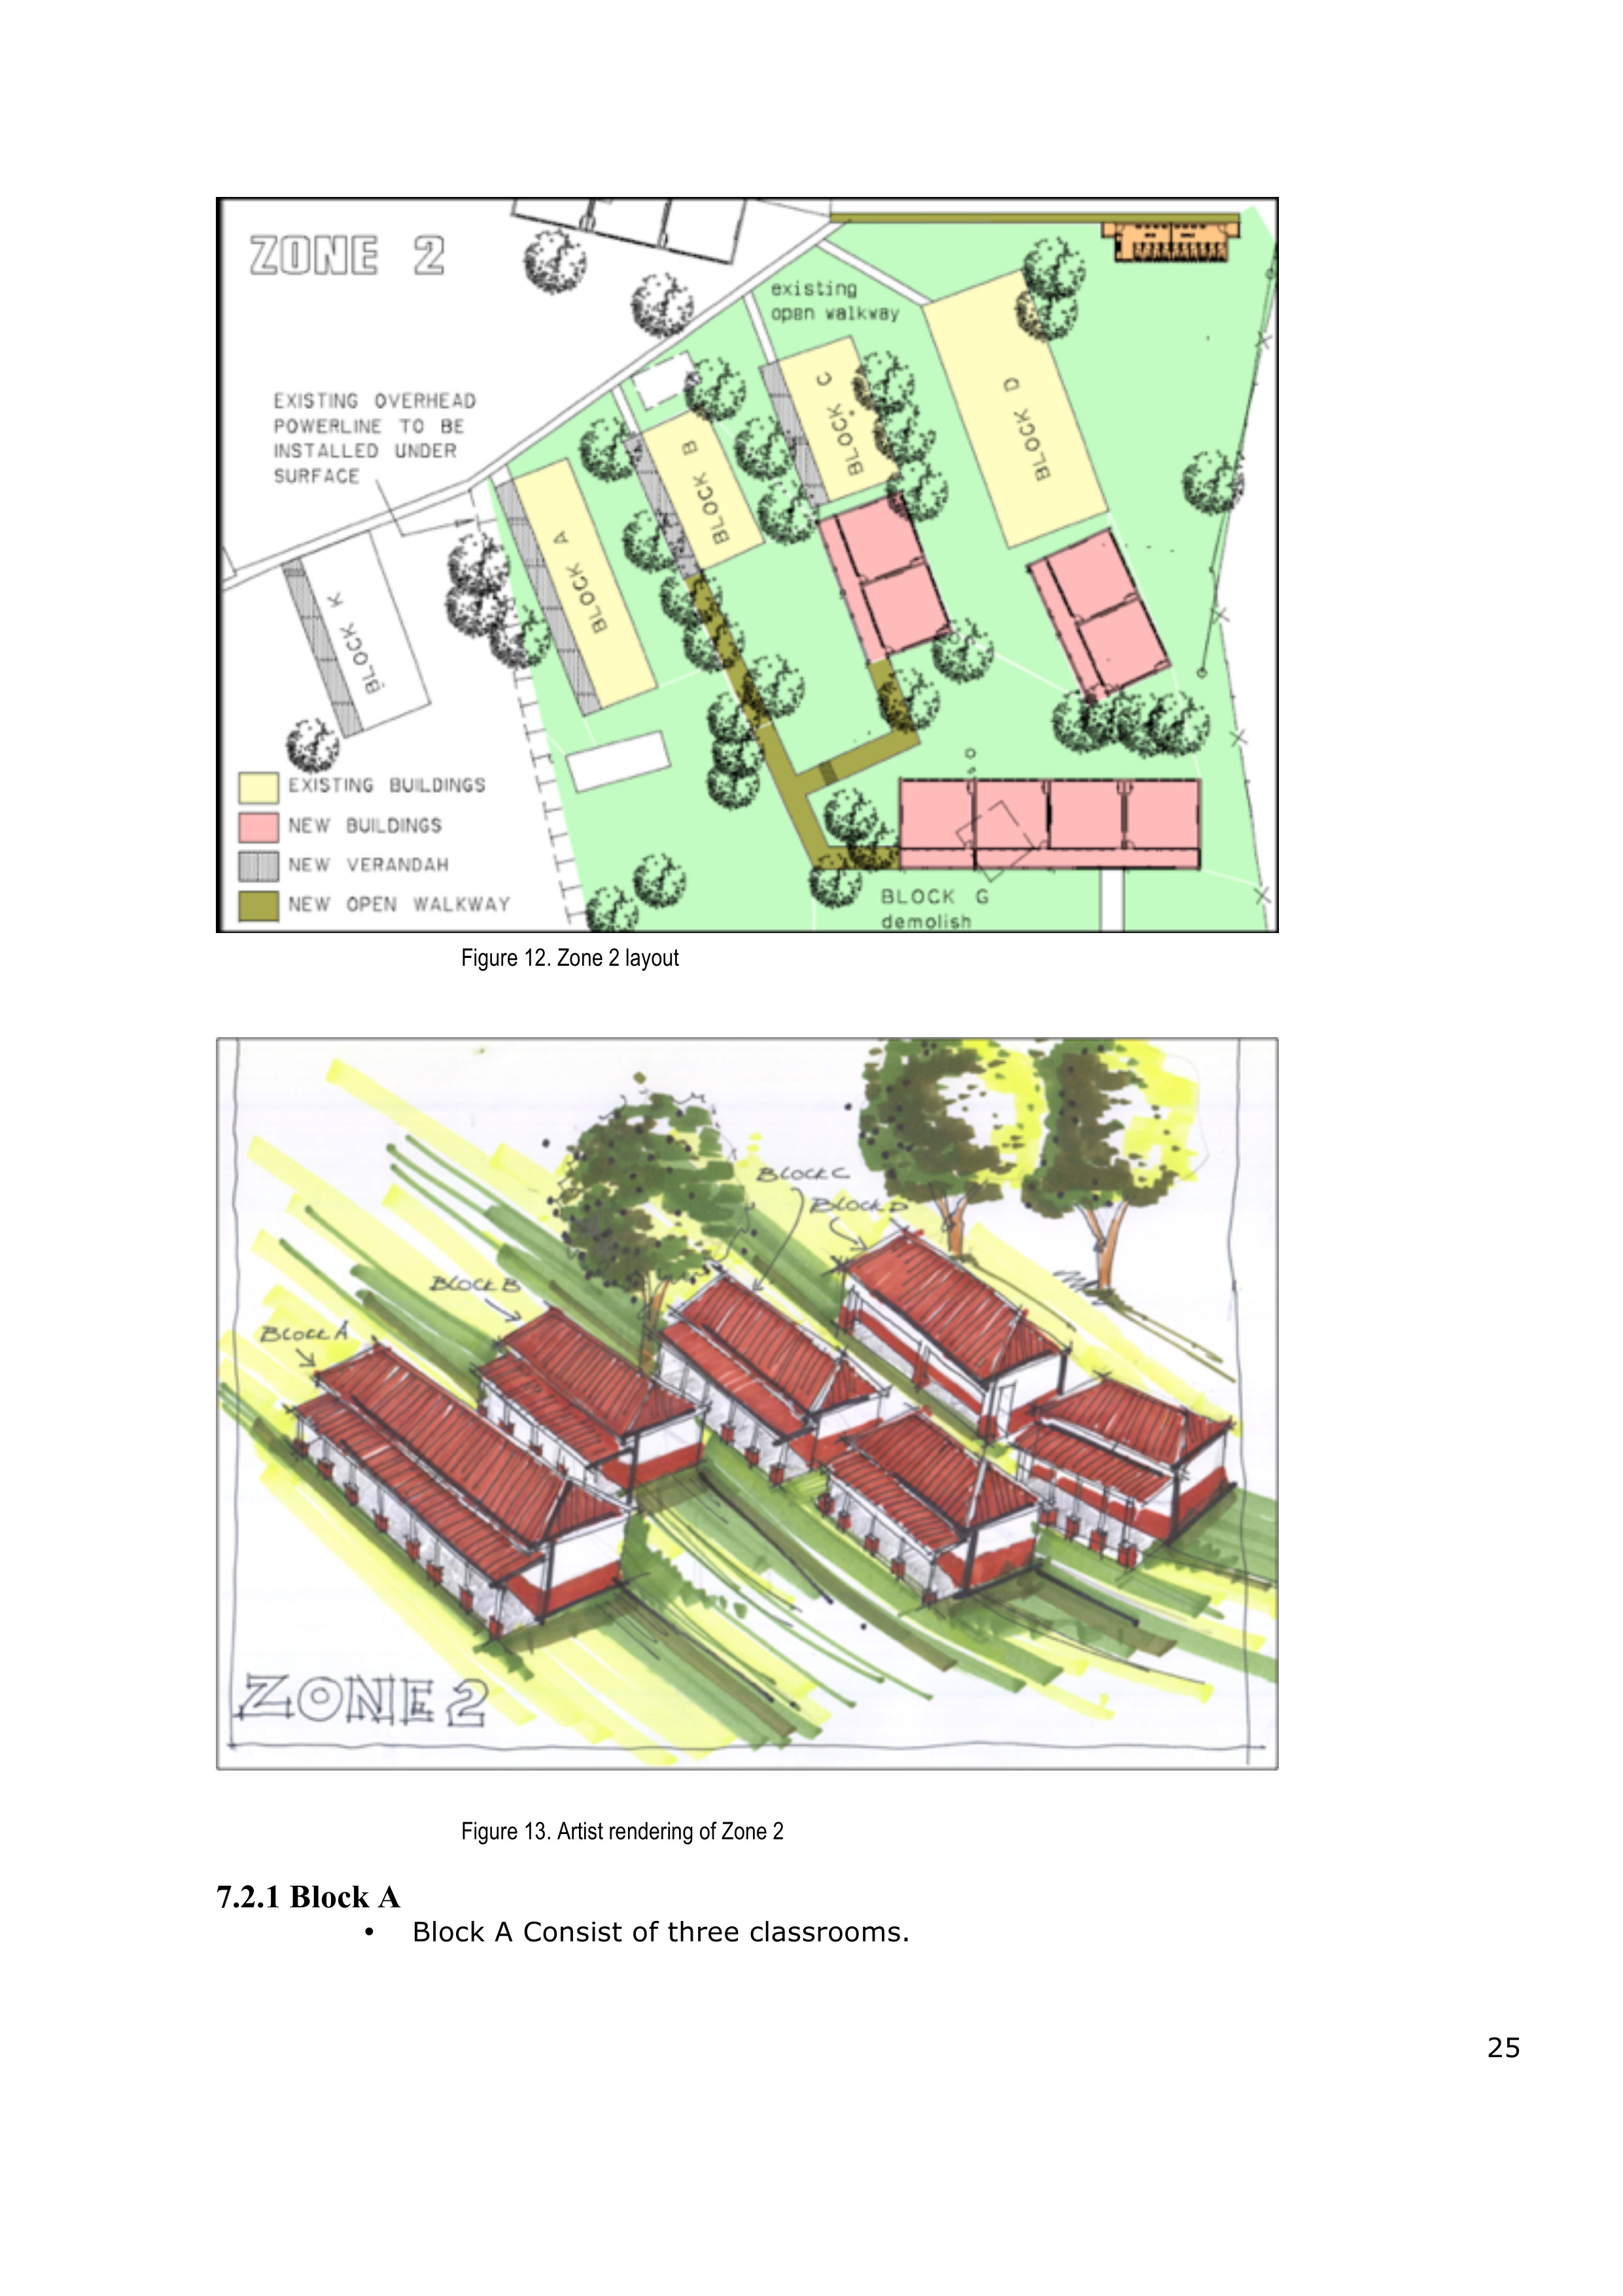 ZONE 2
existing
open walkway
EXISTING OVERHEAD
POWERLINE TO BE
INSTALLED UNDER
SURFACE
BLOCK K
BLOCK A
BLOCK B
BLOCK C
BLOCK D
EXISTING BUILDINGS
NEW BUILDINGS
NEW VERANDAH
NEW OPEN WALKWAY
BLOCK G
demolish
Figure 12. Zone 2 layout
BLOCK C
BLOCK D
BLOCK B
BLOCK A
ZONE 2
Figure 13. Artist rendering of Zone 2
7.2.1 Block A
• Block A Consist of three classrooms.
25